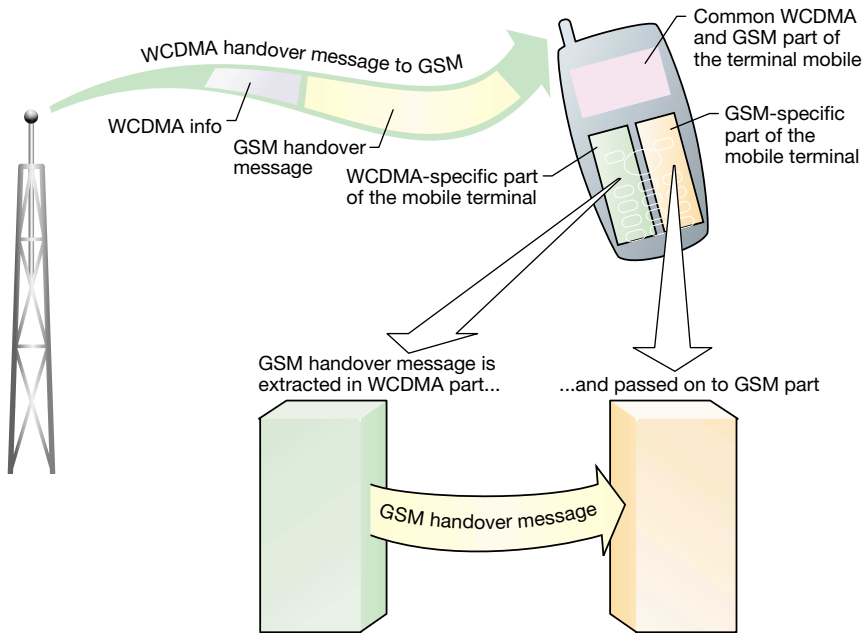 WCDMA handover message to GSM
WCDMA info
GSM handover
message
Common WCDMA
and GSM part of
the terminal mobile
GSM-specific
part of the
mobile terminal
WCDMA-specific part
of the mobile terminal
GSM handover message is
extracted in WCDMA part...
...and passed on to GSM part
GSM handover message